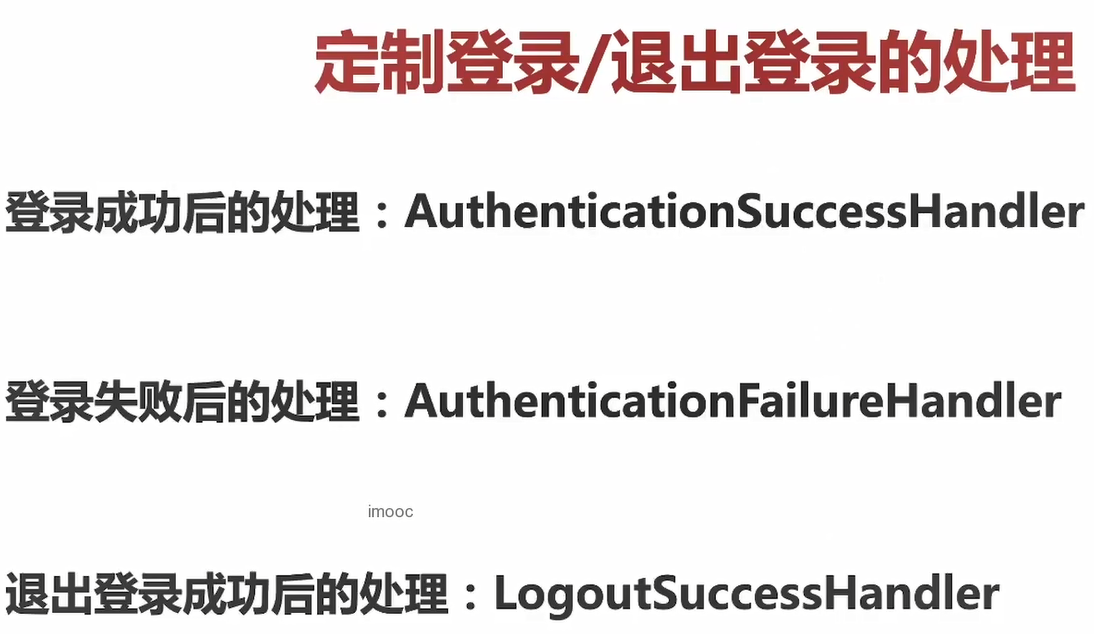 定制登录/退出登录的处理
登录成功后的处理：AuthenticationSuccessHandler
登录失败后的处理：AuthenticationFailureHandler
imooc
退出登录成功后的处理：LogoutSuccessHandler